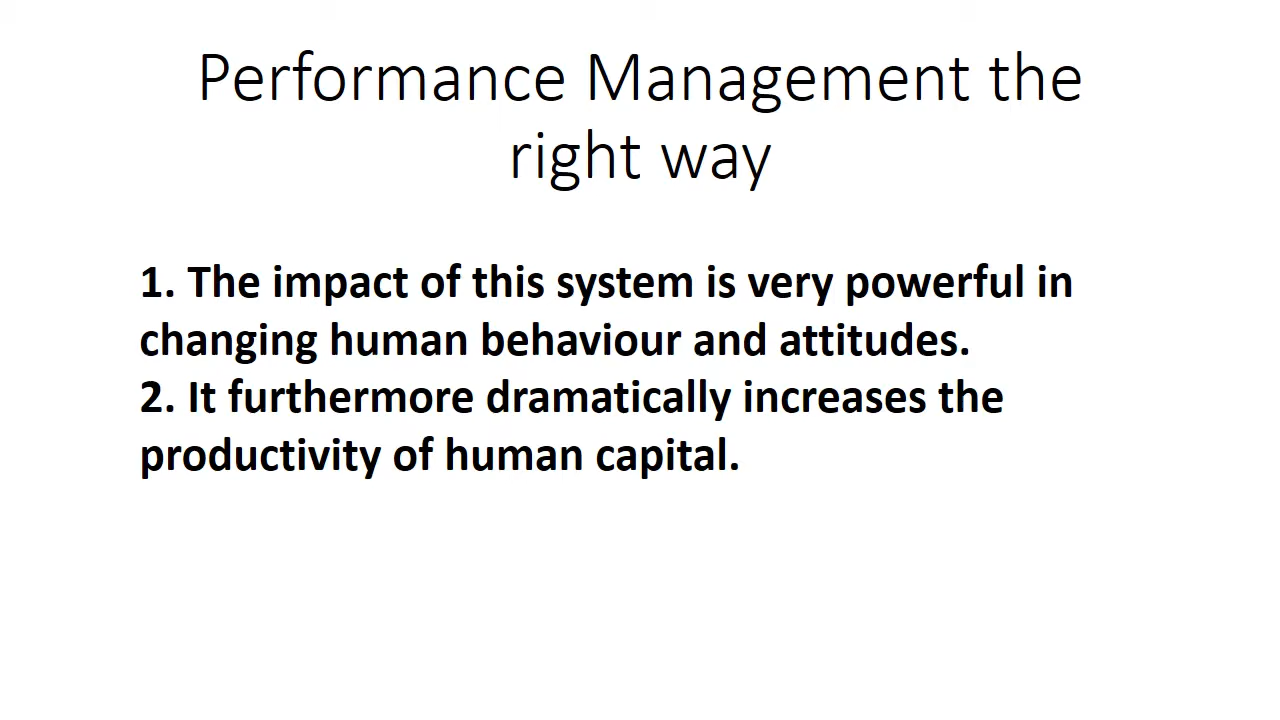 Performance Management the
right way
1. The impact of this system is very powerful in
changing human behaviour and attitudes.
2. It furthermore dramatically increases the
productivity of human capital.